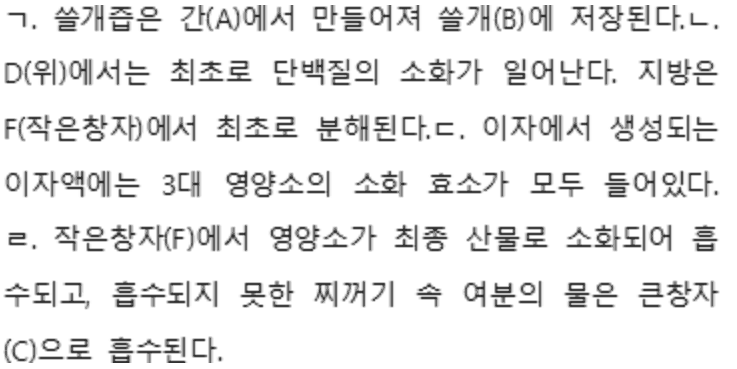 ㄱ. 쓸개즙은 간(A)에서 만들어져 쓸개(B)에 저장된다.ㄴ.
D(위)에서는 최초로 단백질의 소화가 일어난다. 지방은
F(작은창자)에서 최초로 분해된다.ㄷ. 이자에서 생성되는
이자액에는 3대 영양소의 소화 효소가 모두 들어있다.
ㄹ. 작은창자(F)에서 영양소가 최종 산물로 소화되어 흡
수되고, 흡수되지 못한 찌꺼기 속 여분의 물은 큰창자
(C)으로 흡수된다.